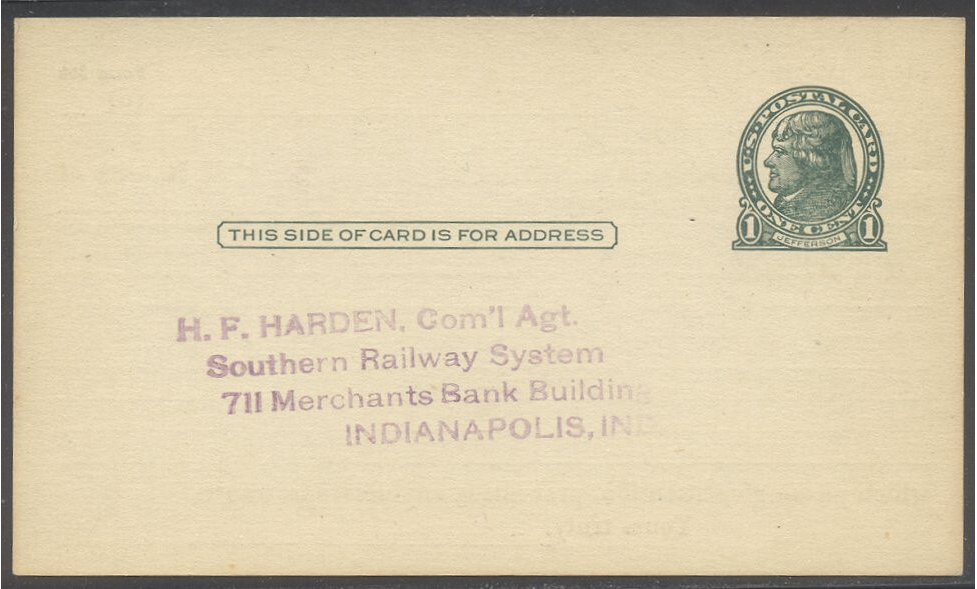 U.S. POSTAL CARD
ONE CENT
1 JEFFERSON 1
THIS SIDE OF CARD IS FOR ADDRESS
H. F. HARDEN, Com'l Agt.
Southern Railway System
711 Merchants Bank Building
INDIANAPOLIS, IND.